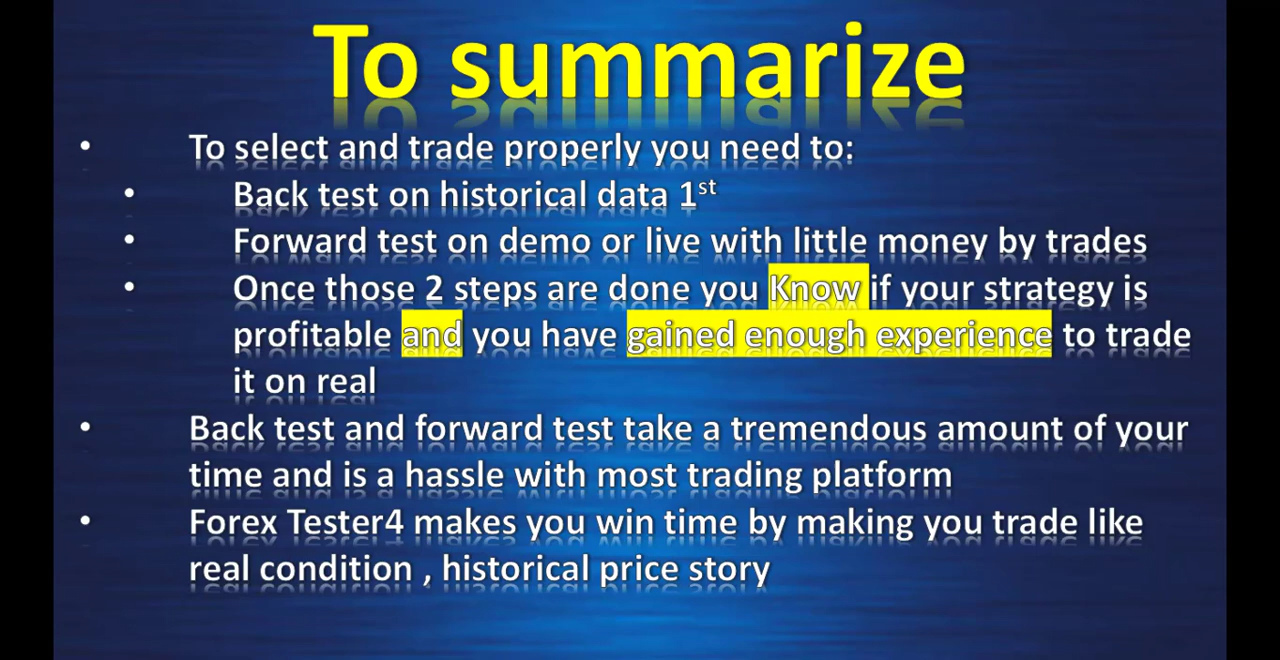 To summarize
• To select and trade properly you need to:
• Back test on historical data 1st
• Forward test on demo or live with little money by trades
• Once those 2 steps are done you Know if your strategy is
profitable and you have gained enough experience to trade
it on real
• Back test and forward test take a tremendous amount of your
time and is a hassle with most trading platform
• Forex Tester4 makes you win time by making you trade like
real condition , historical price story